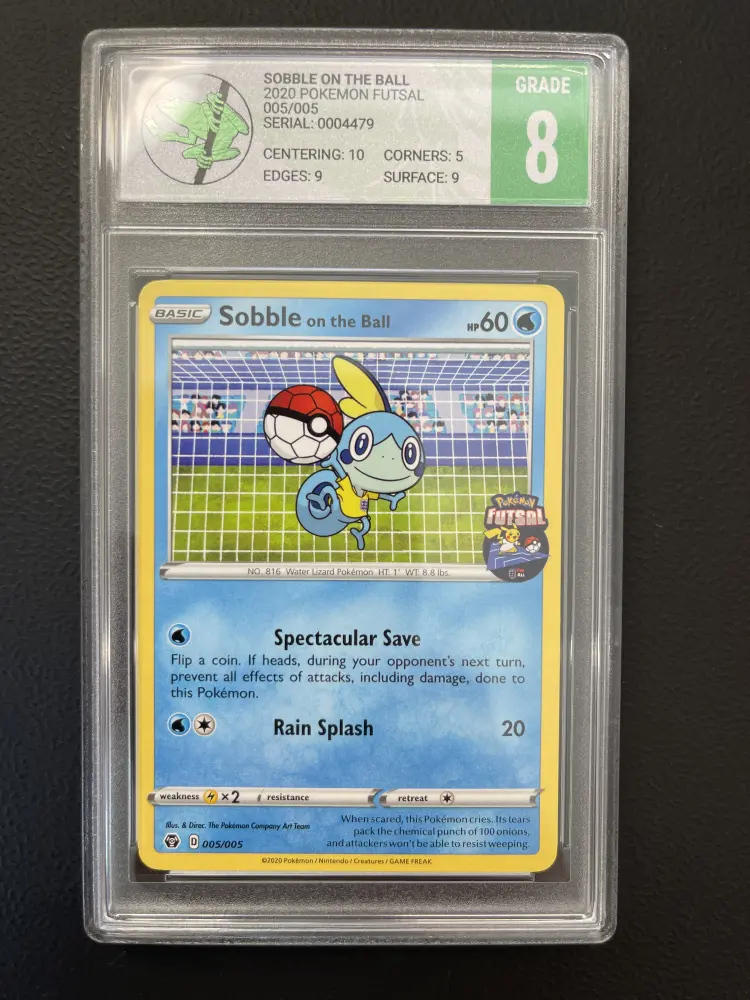 SOBBLE ON THE BALL
2020 POKEMON FUTSAL
005/005
SERIAL: 0004479
CENTERING: 10 CORNERS: 5
EDGES: 9 SURFACE: 9
GRADE
8
BASIC Sobble on the Ball HP 60
Pokémon
FUTSAL
NO. 816 Water Lizard Pokémon HT: 1' WT: 8.8 lbs.
Spectacular Save
Flip a coin. If heads, during your opponent's next turn,
prevent all effects of attacks, including damage, done to
this Pokémon.
Rain Splash 20
weakness ×2 resistance retreat
Illus. & Direc. The Pokémon Company Art Team
D 005/005
When scared, this Pokémon cries. Its tears
pack the chemical punch of 100 onions,
and attackers won't be able to resist weeping.
©2020 Pokémon / Nintendo / Creatures / GAME FREAK